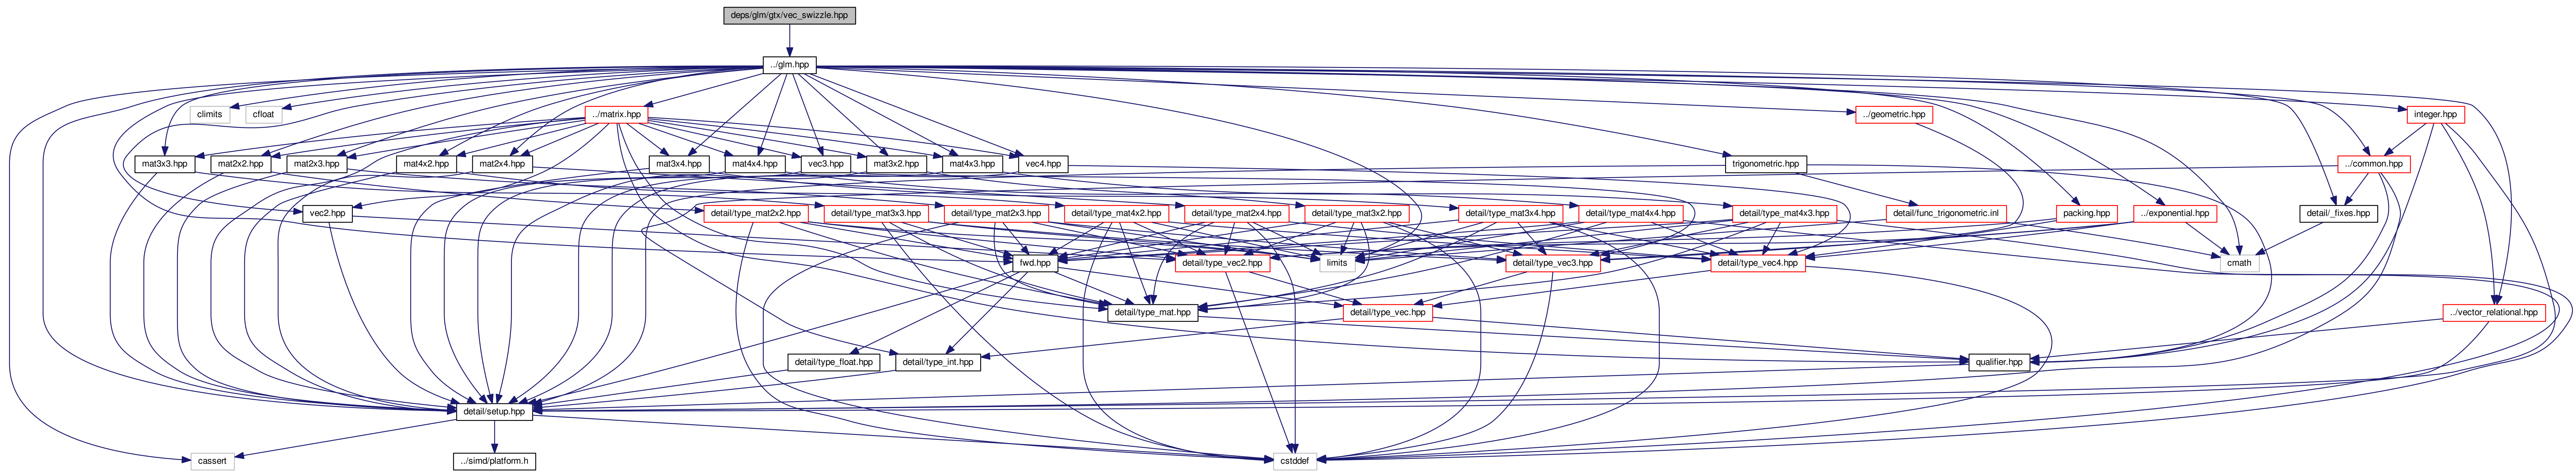 deps/glm/gtx/vec_swizzle.hpp
../glm.hpp
climits
cfloat
../matrix.hpp
../geometric.hpp
integer.hpp
mat3x3.hpp
mat2x2.hpp
mat2x3.hpp
mat4x2.hpp
mat2x4.hpp
mat3x4.hpp
mat4x4.hpp
vec3.hpp
mat3x2.hpp
mat4x3.hpp
vec4.hpp
trigonometric.hpp
../common.hpp
vec2.hpp
detail/type_mat2x2.hpp
detail/type_mat3x3.hpp
detail/type_mat2x3.hpp
detail/type_mat4x2.hpp
detail/type_mat2x4.hpp
detail/type_mat3x2.hpp
detail/type_mat3x4.hpp
detail/type_mat4x4.hpp
detail/type_mat4x3.hpp
detail/func_trigonometric.inl
packing.hpp
../exponential.hpp
detail/_fixes.hpp
fwd.hpp
detail/type_vec2.hpp
limits
detail/type_vec3.hpp
detail/type_vec4.hpp
cmath
detail/type_mat.hpp
detail/type_vec.hpp
../vector_relational.hpp
detail/type_float.hpp
detail/type_int.hpp
qualifier.hpp
detail/setup.hpp
cassert
../simd/platform.h
cstddef